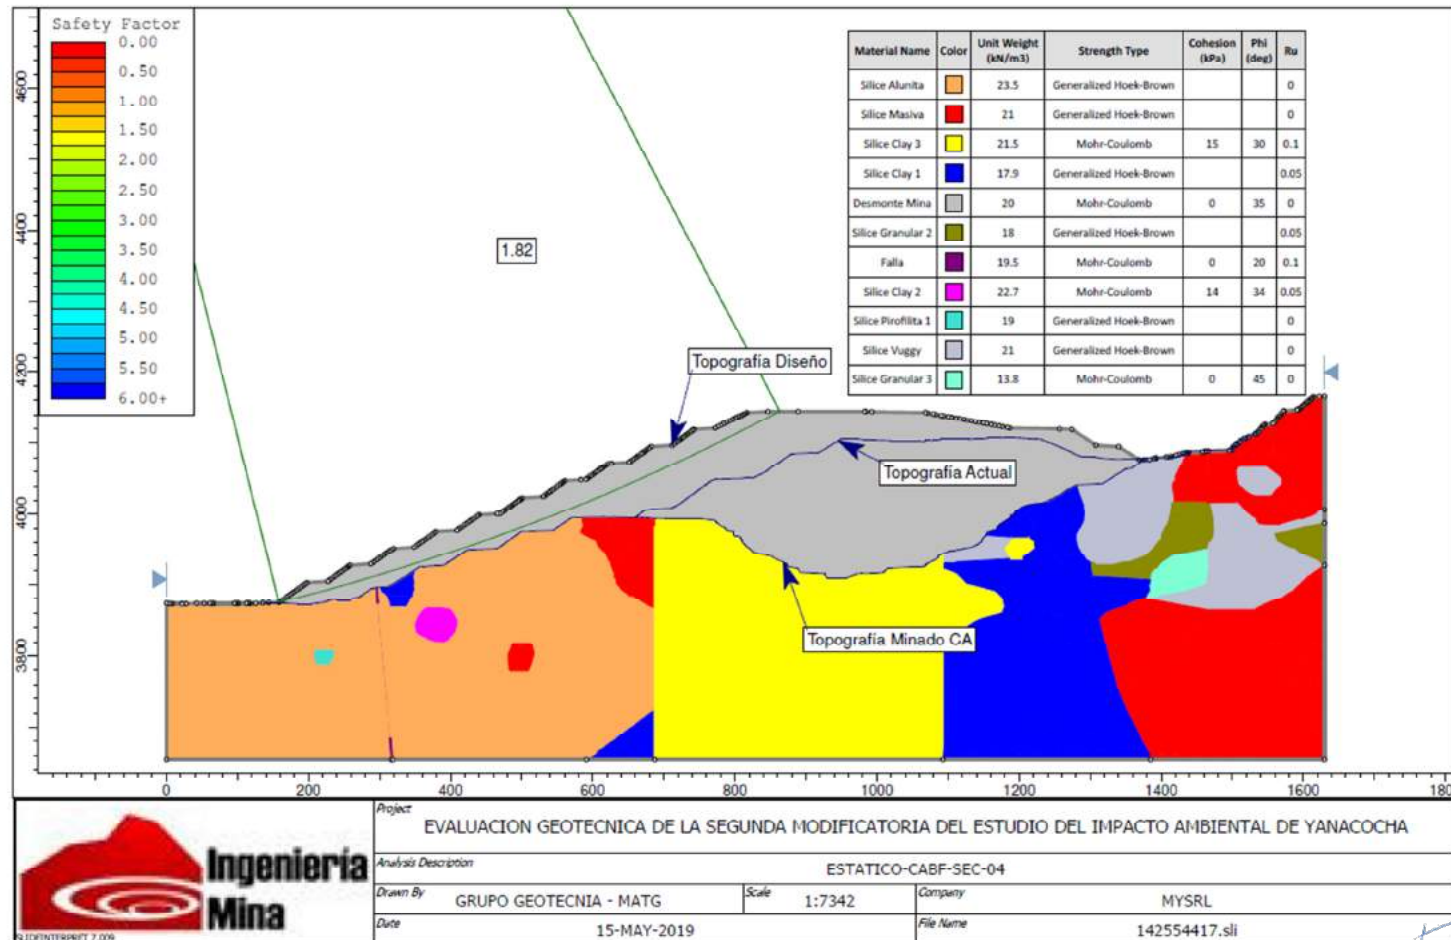 Safety Factor
0.00
0.50
1.00
1.50
2.00
2.50
3.00
3.50
4.00
4.50
5.00
5.50
6.00+
4600
4400
4200
4000
3800
1.82
Material Name Color Unit Weight (kN/m3) Strength Type Cohesion (kPa) Phi (deg) Ru
Silice Alunita 23.5 Generalized Hoek-Brown 0
Silice Masiva 21 Generalized Hoek-Brown 0
Silice Clay 3 21.5 Mohr-Coulomb 15 30 0.1
Silice Clay 1 17.9 Generalized Hoek-Brown 0.05
Desmonte Mina 20 Mohr-Coulomb 0 35 0
Silice Granular 2 18 Generalized Hoek-Brown 0.05
Falla 19.5 Mohr-Coulomb 0 20 0.1
Silice Clay 2 22.7 Mohr-Coulomb 14 34 0.05
Silice Pirofilita 1 19 Generalized Hoek-Brown 0
Silice Vuggy 21 Generalized Hoek-Brown 0
Silice Granular 3 13.8 Mohr-Coulomb 0 45 0
Topografía Diseño
Topografía Actual
Topografía Minado CA
0 200 400 600 800 1000 1200 1400 1600 1800
Ingeniería
Mina
SLIDEINTERPRET 7.009
Project
EVALUACION GEOTECNICA DE LA SEGUNDA MODIFICATORIA DEL ESTUDIO DEL IMPACTO AMBIENTAL DE YANACOCHA
Analysis Description
ESTATICO-CABF-SEC-04
Drawn By GRUPO GEOTECNIA - MATG Scale 1:7342 Company MYSRL
Date 15-MAY-2019 File Name 142554417.sli